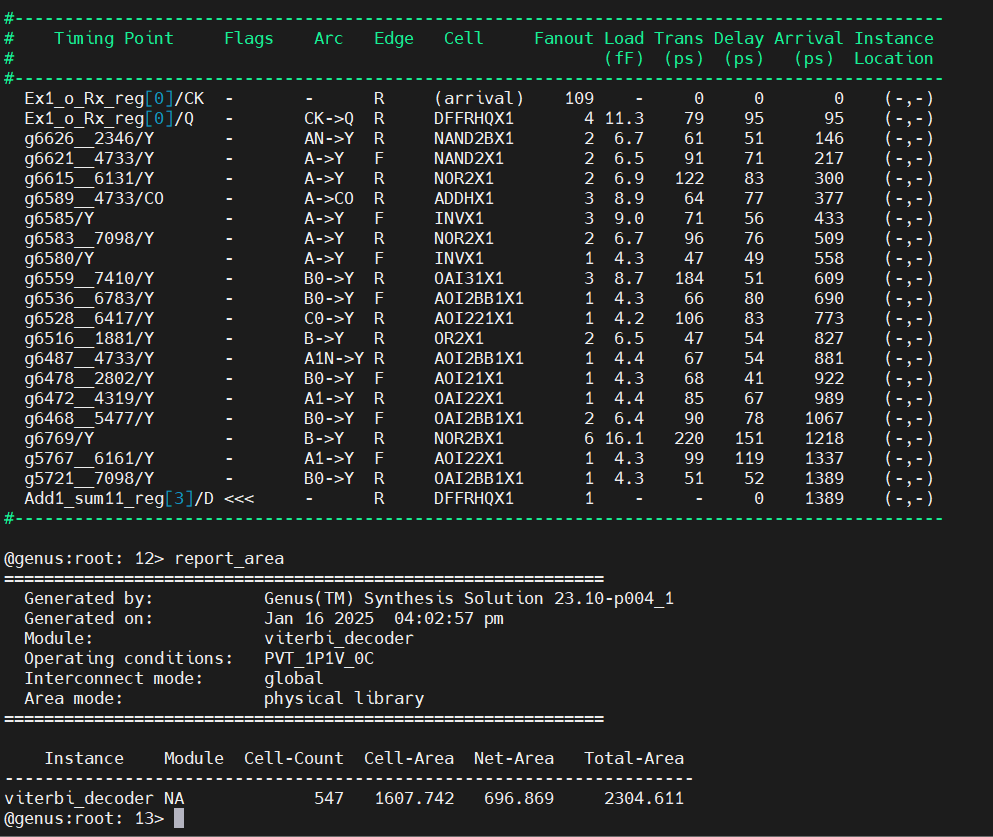 #---------------------------------------------------------------------------------------------
#    Timing Point     Flags    Arc   Edge   Cell     Fanout Load Trans Delay Arrival Instance
#                                                           (fF) (ps)  (ps)   (ps)   Location
#---------------------------------------------------------------------------------------------
  Ex1_o_Rx_reg[0]/CK  -       -      R     (arrival)    109    -     0     0       0    (-,-)
  Ex1_o_Rx_reg[0]/Q   -       CK->Q  R     DFFRHQX1       4 11.3    79    95      95    (-,-)
  g6626__2346/Y       -       AN->Y  R     NAND2BX1       2  6.7    61    51     146    (-,-)
  g6621__4733/Y       -       A->Y   F     NAND2X1        2  6.5    91    71     217    (-,-)
  g6615__6131/Y       -       A->Y   R     NOR2X1         2  6.9   122    83     300    (-,-)
  g6589__4733/CO      -       A->CO  R     ADDHX1         3  8.9    64    77     377    (-,-)
  g6585/Y             -       A->Y   F     INVX1          3  9.0    71    56     433    (-,-)
  g6583__7098/Y       -       A->Y   R     NOR2X1         2  6.7    96    76     509    (-,-)
  g6580/Y             -       A->Y   F     INVX1          1  4.3    47    49     558    (-,-)
  g6559__7410/Y       -       B0->Y  R     OAI31X1        3  8.7   184    51     609    (-,-)
  g6536__6783/Y       -       B0->Y  F     AOI2BB1X1      1  4.3    66    80     690    (-,-)
  g6528__6417/Y       -       C0->Y  R     AOI221X1       1  4.2   106    83     773    (-,-)
  g6516__1881/Y       -       B->Y   R     OR2X1          2  6.5    47    54     827    (-,-)
  g6487__4733/Y       -       A1N->Y R     AOI2BB1X1      1  4.4    67    54     881    (-,-)
  g6478__2802/Y       -       B0->Y  F     AOI21X1        1  4.3    68    41     922    (-,-)
  g6472__4319/Y       -       A1->Y  R     OAI22X1        1  4.4    85    67     989    (-,-)
  g6468__5477/Y       -       B0->Y  F     OAI2BB1X1      2  6.4    90    78    1067    (-,-)
  g6769/Y             -       B->Y   R     NOR2BX1        6 16.1   220   151    1218    (-,-)
  g5767__6161/Y       -       A1->Y  F     OAI22X1        1  4.3    99   119    1337    (-,-)
  g5721__7098/Y       -       B0->Y  R     OAI2BB1X1      1  4.3    51    52    1389    (-,-)
  Add1_sum11_reg[3]/D <<<     -      R     DFFRHQX1       1    -     -     0    1389    (-,-)
#---------------------------------------------------------------------------------------------
@genus:root: 12> report_area
============================================================
  Generated by:           Genus(TM) Synthesis Solution 23.10-p004_1
  Generated on:           Jan 16 2025  04:02:57 pm
  Module:                 viterbi_decoder
  Operating conditions:   PVT_1P1V_0C
  Interconnect mode:      global
  Area mode:              physical library
============================================================
    Instance    Module  Cell-Count  Cell-Area  Net-Area   Total-Area
---------------------------------------------------------------------
viterbi_decoder NA             547   1607.742   696.869     2304.611
@genus:root: 13>